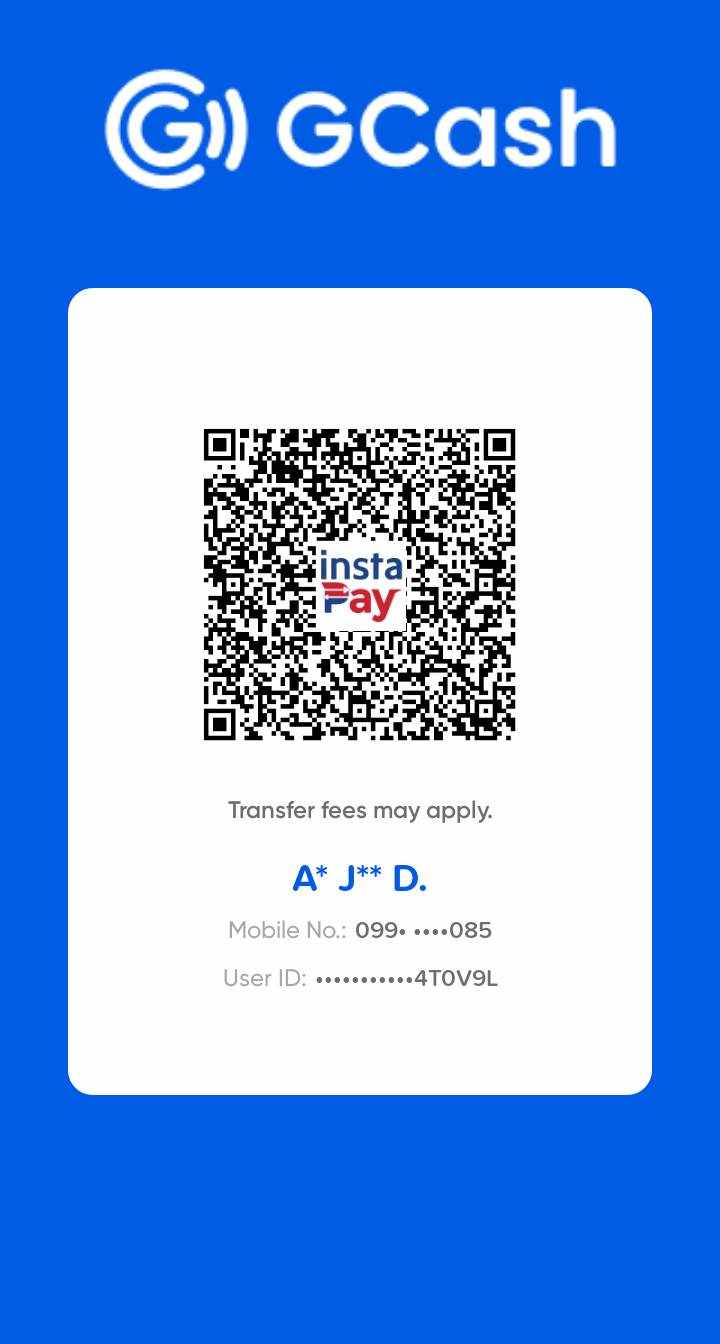 GCash
insta
Pay
Transfer fees may apply.
A* J** D.
Mobile No.: 099• ••••085
User ID: •••••••••••4T0V9L